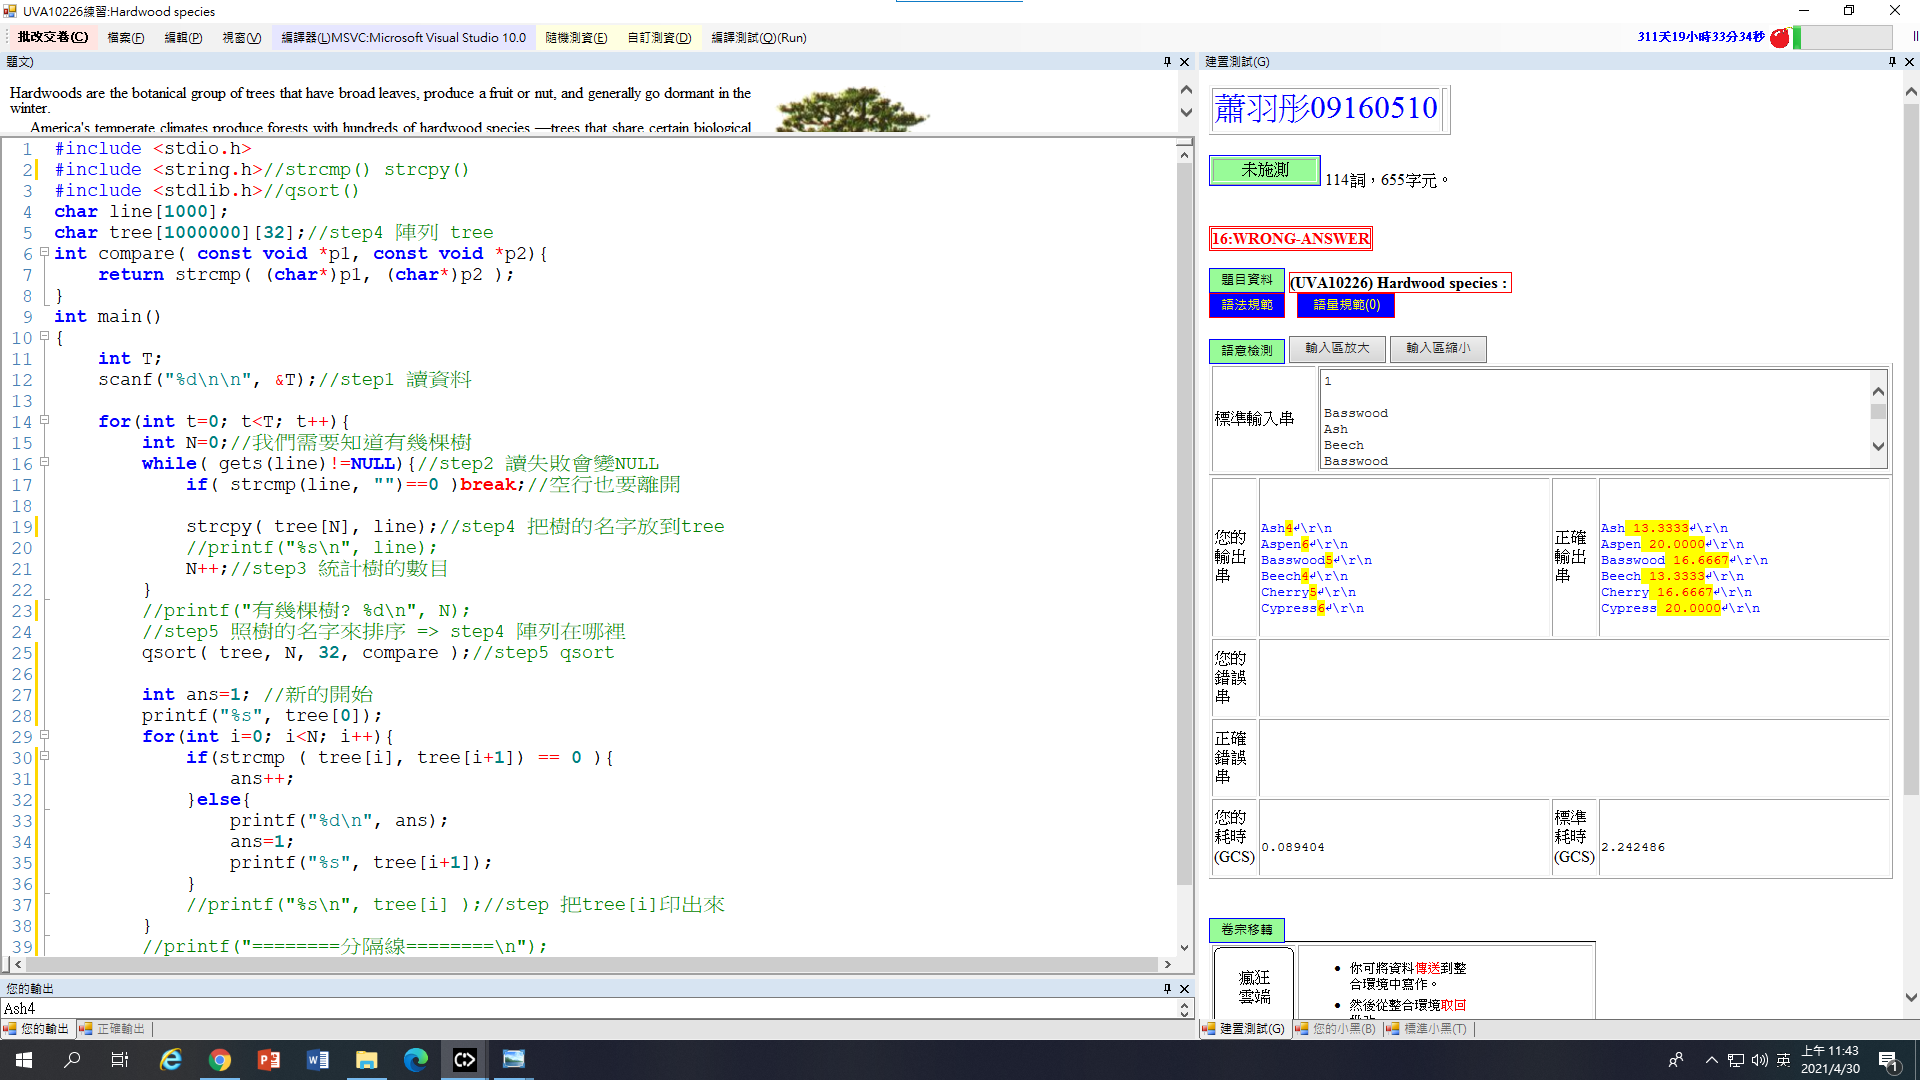 UVA10226練習:Hardwood species
批改交卷(C) 檔案(F) 編輯(P) 視窗(V) 編譯器(L)MSVC:Microsoft Visual Studio 10.0 隨機測資(E) 自訂測資(D) 編譯測試(Q)(Run)
311天19小時33分34秒
題文)
Hardwoods are the botanical group of trees that have broad leaves, produce a fruit or nut, and generally go dormant in the
winter.
America's temperate climates produce forests with hundreds of hardwood species —trees that share certain biological
1 #include <stdio.h>
2 #include <string.h>//strcmp() strcpy()
3 #include <stdlib.h>//qsort()
4 char line[1000];
5 char tree[1000000][32];//step4 陣列 tree
6 int compare( const void *p1, const void *p2){
7 return strcmp( (char*)p1, (char*)p2 );
8 }
9 int main()
10 {
11 int T;
12 scanf("%d\n\n", &T);//step1 讀資料
13
14 for(int t=0; t<T; t++){
15 int N=0;//我們需要知道有幾棵樹
16 while( gets(line)!=NULL){//step2 讀失敗會變NULL
17 if( strcmp(line, "")==0 )break;//空行也要離開
18
19 strcpy( tree[N], line);//step4 把樹的名字放到tree
20 //printf("%s\n", line);
21 N++;//step3 統計樹的數目
22 }
23 //printf("有幾棵樹? %d\n", N);
24 //step5 照樹的名字來排序 => step4 陣列在哪裡
25 qsort( tree, N, 32, compare );//step5 qsort
26
27 int ans=1; //新的開始
28 printf("%s", tree[0]);
29 for(int i=0; i<N; i++){
30 if(strcmp ( tree[i], tree[i+1]) == 0 ){
31 ans++;
32 }else{
33 printf("%d\n", ans);
34 ans=1;
35 printf("%s", tree[i+1]);
36 }
37 //printf("%s\n", tree[i] );//step 把tree[i]印出來
38 }
39 //printf("========分隔線========\n");
您的輸出
Ash4
您的輸出 正確輸出
建置測試(G)
蕭羽彤09160510
未施測 114詞，655字元。
16:WRONG-ANSWER
題目資料 (UVA10226) Hardwood species :
語法規範 語量規範(0)
語意檢測 輸入區放大 輸入區縮小
標準輸入串
1
Basswood
Ash
Beech
Basswood
您的輸出串
Ash4↲\r\n
Aspen6↲\r\n
Basswood5↲\r\n
Beech4↲\r\n
Cherry5↲\r\n
Cypress6↲\r\n
正確輸出串
Ash 13.3333↲\r\n
Aspen 20.0000↲\r\n
Basswood 16.6667↲\r\n
Beech 13.3333↲\r\n
Cherry 16.6667↲\r\n
Cypress 20.0000↲\r\n
您的錯誤串
正確錯誤串
您的耗時(GCS) 0.089404 標準耗時(GCS) 2.242486
卷宗移轉
瘋狂雲端
• 你可將資料傳送到整
合環境中寫作。
• 然後從整合環境取回
建置測試(G) 您的小黑(B) 標準小黑(T)
英 上午 11:43
2021/4/30
1